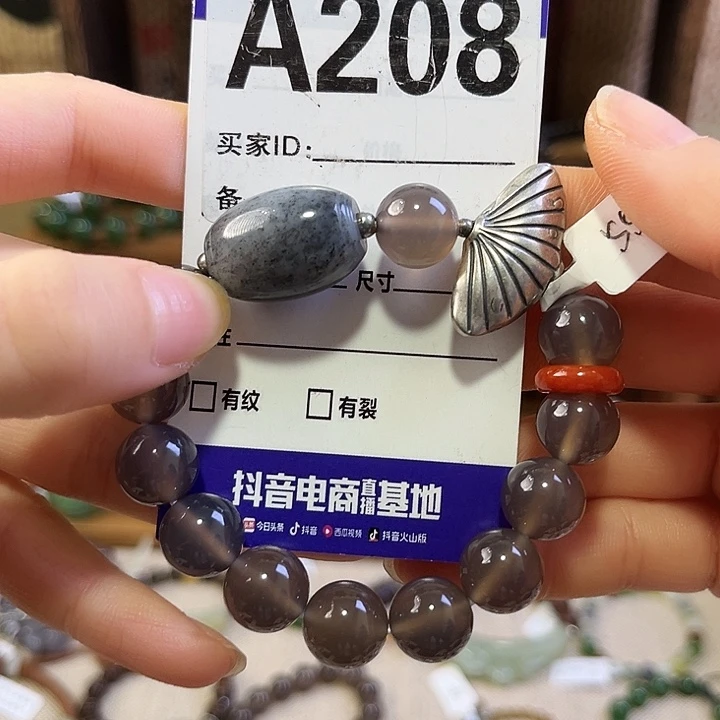 A208
买家ID:
备
尺寸
在
有纹 有裂
抖音电商直播基地
今日头条 抖音 西瓜视频 抖音火山版